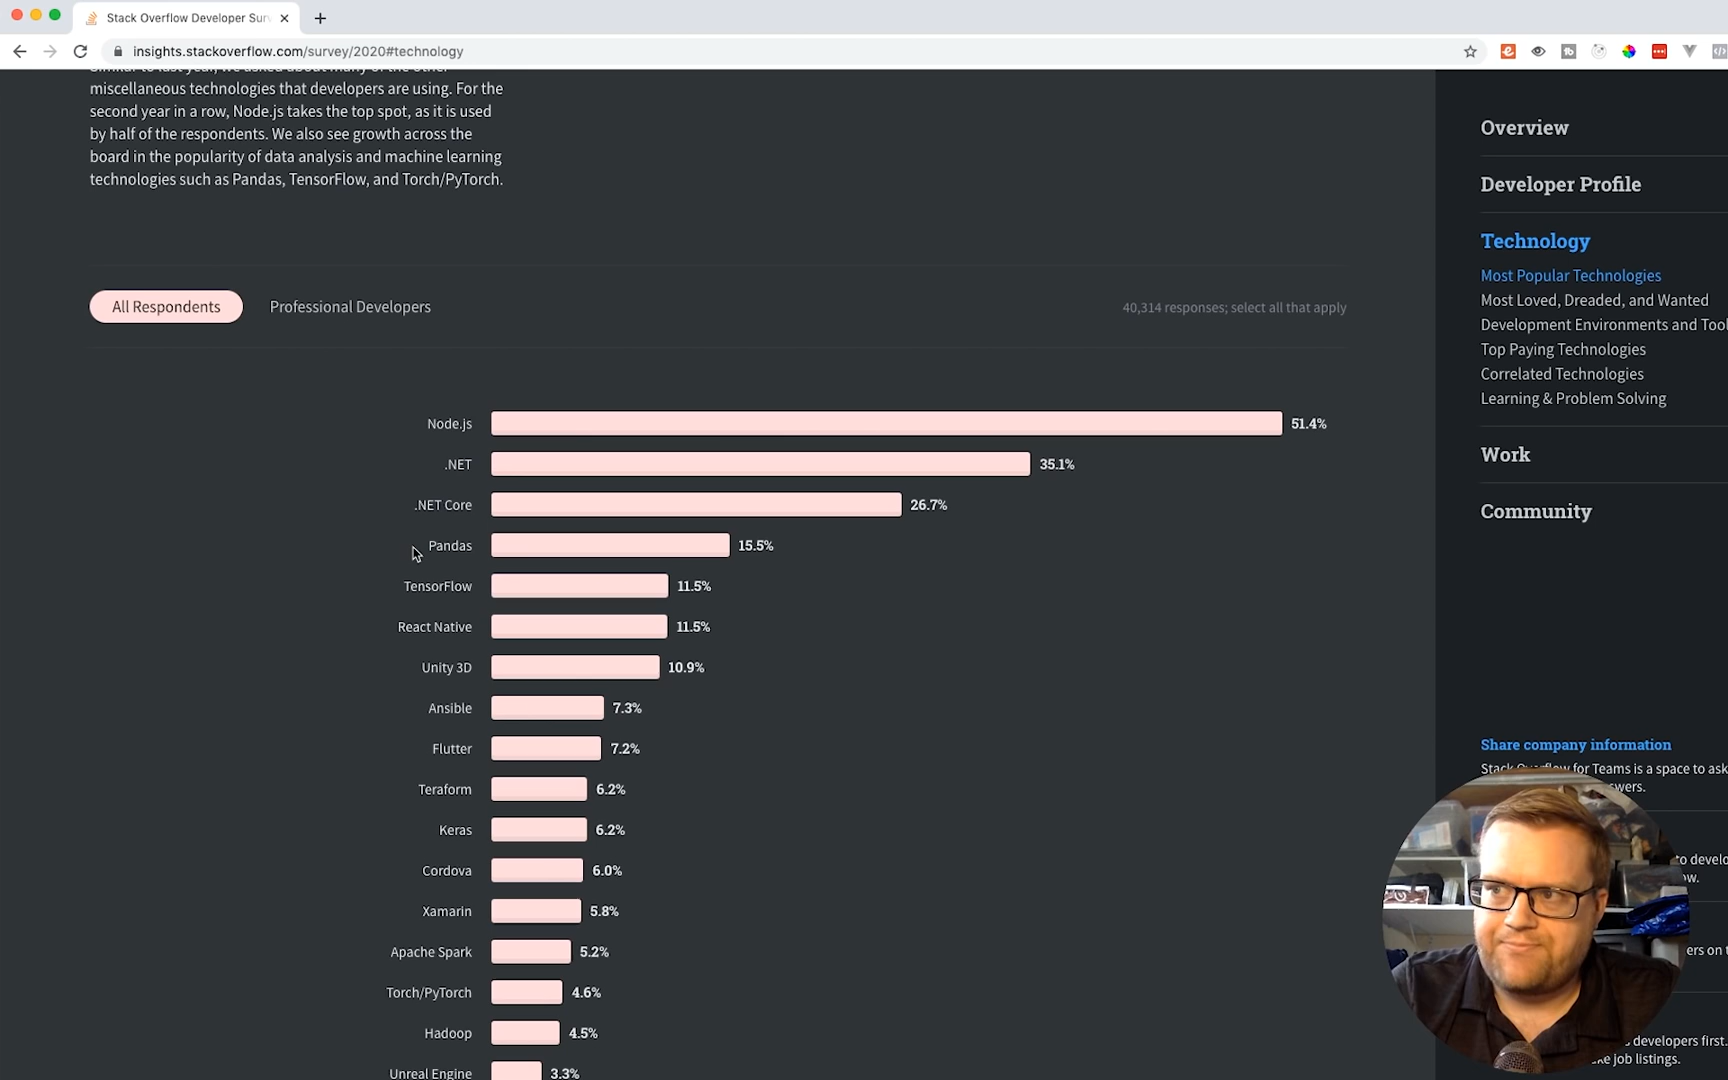 Stack Overflow Developer Sur
insights.stackoverflow.com/survey/2020#technology
miscellaneous technologies that developers are using. For the
second year in a row, Node.js takes the top spot, as it is used
by half of the respondents. We also see growth across the
board in the popularity of data analysis and machine learning
technologies such as Pandas, TensorFlow, and Torch/PyTorch.
All Respondents
Professional Developers
40,314 responses; select all that apply
Node.js 51.4%
.NET 35.1%
.NET Core 26.7%
Pandas 15.5%
TensorFlow 11.5%
React Native 11.5%
Unity 3D 10.9%
Ansible 7.3%
Flutter 7.2%
Teraform 6.2%
Keras 6.2%
Cordova 6.0%
Xamarin 5.8%
Apache Spark 5.2%
Torch/PyTorch 4.6%
Hadoop 4.5%
Unreal Engine 3.3%
Overview
Developer Profile
Technology
Most Popular Technologies
Most Loved, Dreaded, and Wanted
Development Environments and Tool
Top Paying Technologies
Correlated Technologies
Learning & Problem Solving
Work
Community
Share company information
Stack Overflow for Teams is a space to ask
swers.
to develo
ow.
ers on t
developers first.
ke job listings.